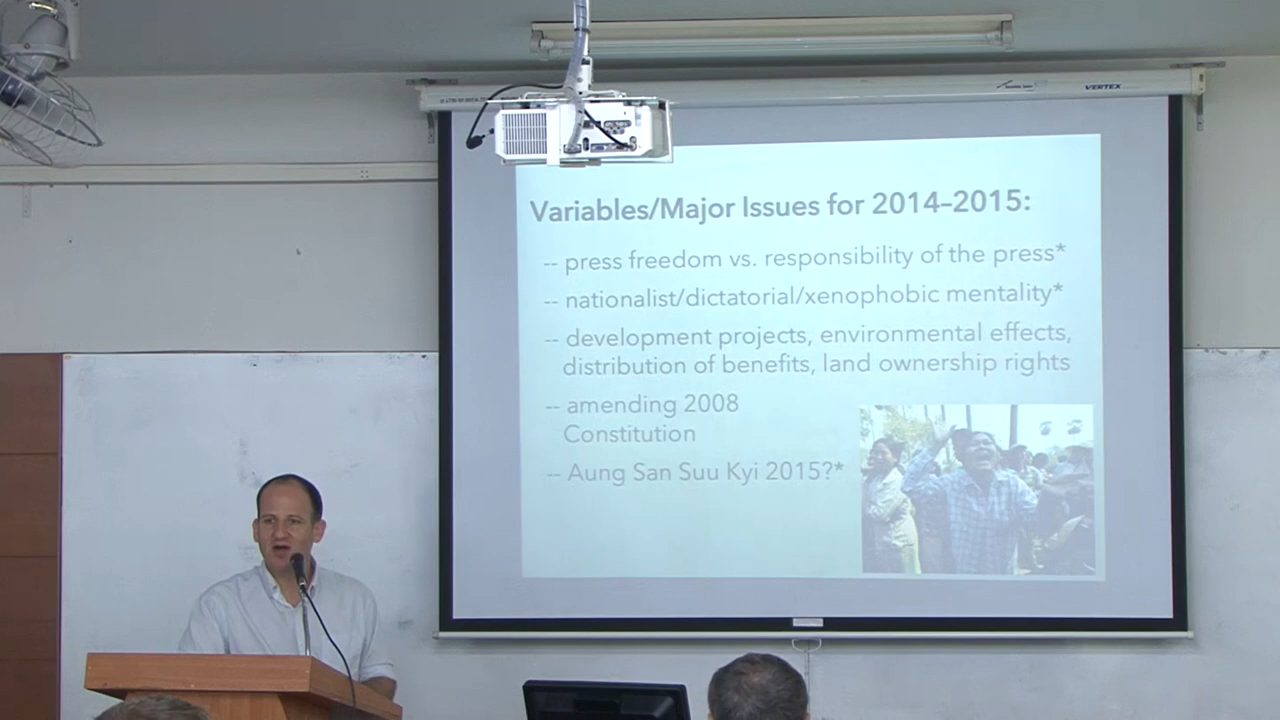 VERTEX
Variables/Major Issues for 2014–2015:
-- press freedom vs. responsibility of the press*
-- nationalist/dictatorial/xenophobic mentality*
-- development projects, environmental effects,
distribution of benefits, land ownership rights
-- amending 2008
Constitution
-- Aung San Suu Kyi 2015?*